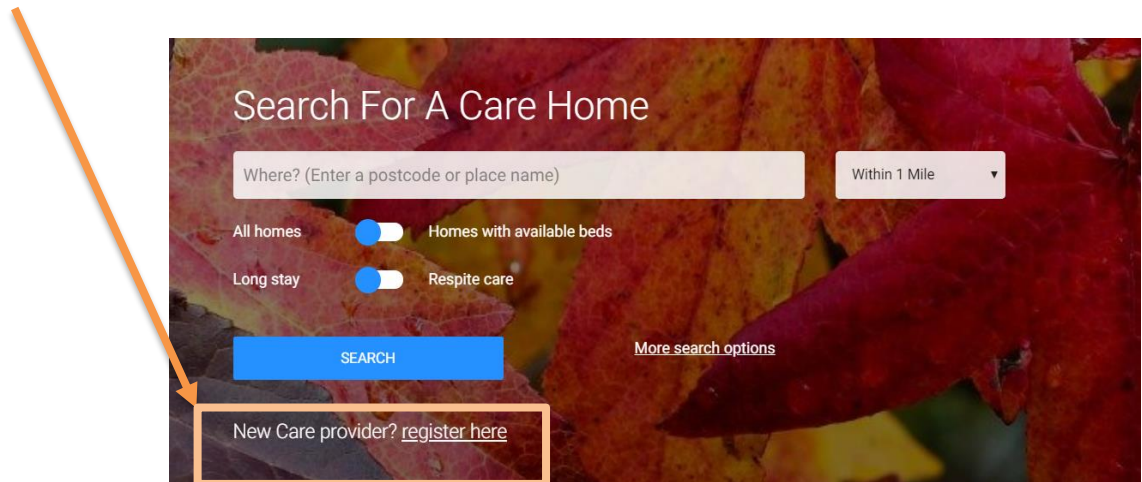 Search For A Care Home
Where? (Enter a postcode or place name)
Within 1 Mile
All homes
Homes with available beds
Long stay
Respite care
SEARCH
More search options
New Care provider? register here